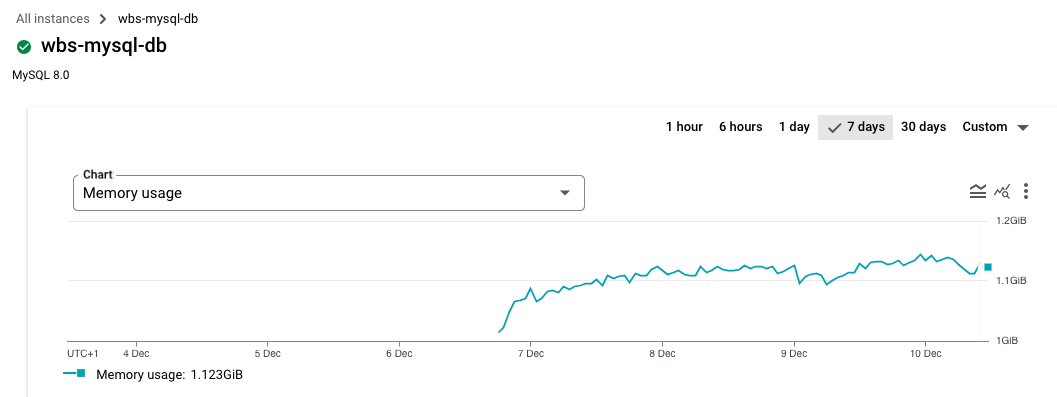 All instances > wbs-mysql-db
wbs-mysql-db
MySQL 8.0
1 hour 6 hours 1 day 7 days 30 days Custom
Chart
Memory usage
1.2GiB
1.1GiB
1GiB
UTC+1 4 Dec 5 Dec 6 Dec 7 Dec 8 Dec 9 Dec 10 Dec
Memory usage: 1.123GiB